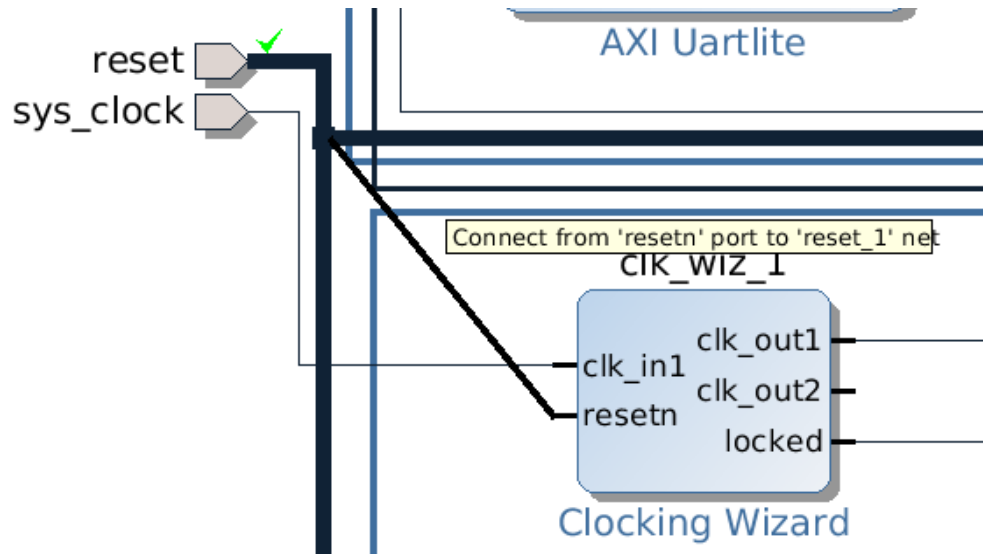 AXI Uartlite
reset
sys_clock
Connect from 'resetn' port to 'reset_1' net
clk_wiz_1
clk_out1
clk_in1
clk_out2
resetn
locked
Clocking Wizard